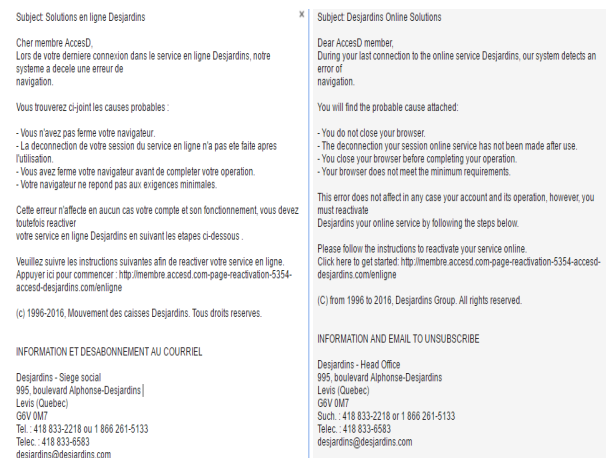 Subject: Solutions en ligne Desjardins
Cher membre AccesD,
Lors de votre derniere connexion dans le service en ligne Desjardins, notre
systeme a decele une erreur de
navigation.
Vous trouverez ci-joint les causes probables :
- Vous n'avez pas ferme votre navigateur.
- La deconnection de votre session du service en ligne n'a pas ete faite apres
l'utilisation.
- Vous avez ferme votre navigateur avant de completer votre operation.
- Votre navigateur ne repond pas aux exigences minimales.
Cette erreur n'affecte en aucun cas votre compte et son fonctionnement, vous devez
toutefois reactiver
votre service en ligne Desjardins en suivant les etapes ci-dessous .
Veuillez suivre les instructions suivantes afin de reactiver votre service en ligne.
Appuyer ici pour commencer : http://membre.accesd.com-page-reactivation-5354-
accesd-desjardins.com/enligne
(c) 1996-2016, Mouvement des caisses Desjardins. Tous droits reserves.
INFORMATION ET DESABONNEMENT AU COURRIEL
Desjardins - Siege social
995, boulevard Alphonse-Desjardins
Levis (Quebec)
G6V 0M7
Tel. : 418 833-2218 ou 1 866 261-5133
Telec. : 418 833-6583
desjardins@desjardins.com
x
Subject: Desjardins Online Solutions
Dear AccesD member,
During your last connection to the online service Desjardins, our system detects an
error of
navigation.
You will find the probable cause attached:
- You do not close your browser.
- The deconnection your session online service has not been made after use.
- You close your browser before completing your operation.
- Your browser does not meet the minimum requirements.
This error does not affect in any case your account and its operation, however, you
must reactivate
Desjardins your online service by following the steps below.
Please follow the instructions to reactivate your service online.
Click here to get started: http://membre.accesd.com-page-reactivation-5354-accesd-
desjardins.com/enligne
(C) from 1996 to 2016, Desjardins Group. All rights reserved.
INFORMATION AND EMAIL TO UNSUBSCRIBE
Desjardins - Head Office
995, boulevard Alphonse-Desjardins
Levis (Quebec)
G6V 0M7
Such. : 418 833-2218 or 1 866 261-5133
Telec. : 418 833-6583
desjardins@desjardins.com